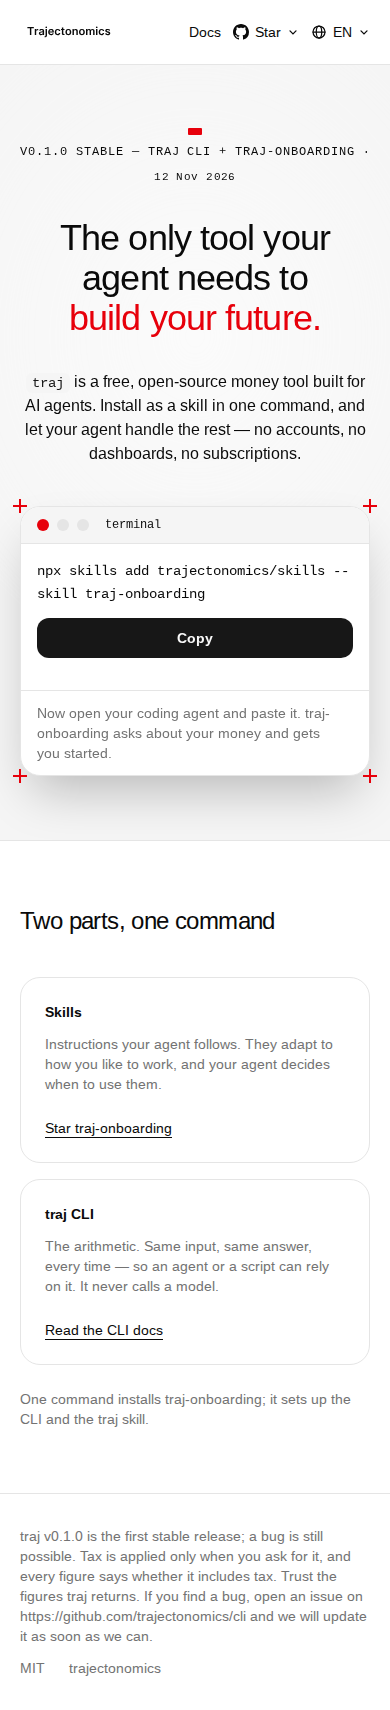 Trajectonomics
Docs
Star
EN
V0.1.0 STABLE — TRAJ CLI + TRAJ-ONBOARDING ·
12 Nov 2026
The only tool your
agent needs to
build your future.
traj is a free, open-source money tool built for
AI agents. Install as a skill in one command, and
let your agent handle the rest — no accounts, no
dashboards, no subscriptions.
terminal
npx skills add trajectonomics/skills --
skill traj-onboarding
Copy
Now open your coding agent and paste it. traj-
onboarding asks about your money and gets
you started.
Two parts, one command
Skills
Instructions your agent follows. They adapt to
how you like to work, and your agent decides
when to use them.
Star traj-onboarding
traj CLI
The arithmetic. Same input, same answer,
every time — so an agent or a script can rely
on it. It never calls a model.
Read the CLI docs
One command installs traj-onboarding; it sets up the
CLI and the traj skill.
traj v0.1.0 is the first stable release; a bug is still
possible. Tax is applied only when you ask for it, and
every figure says whether it includes tax. Trust the
figures traj returns. If you find a bug, open an issue on
https://github.com/trajectonomics/cli and we will update
it as soon as we can.
MIT
trajectonomics